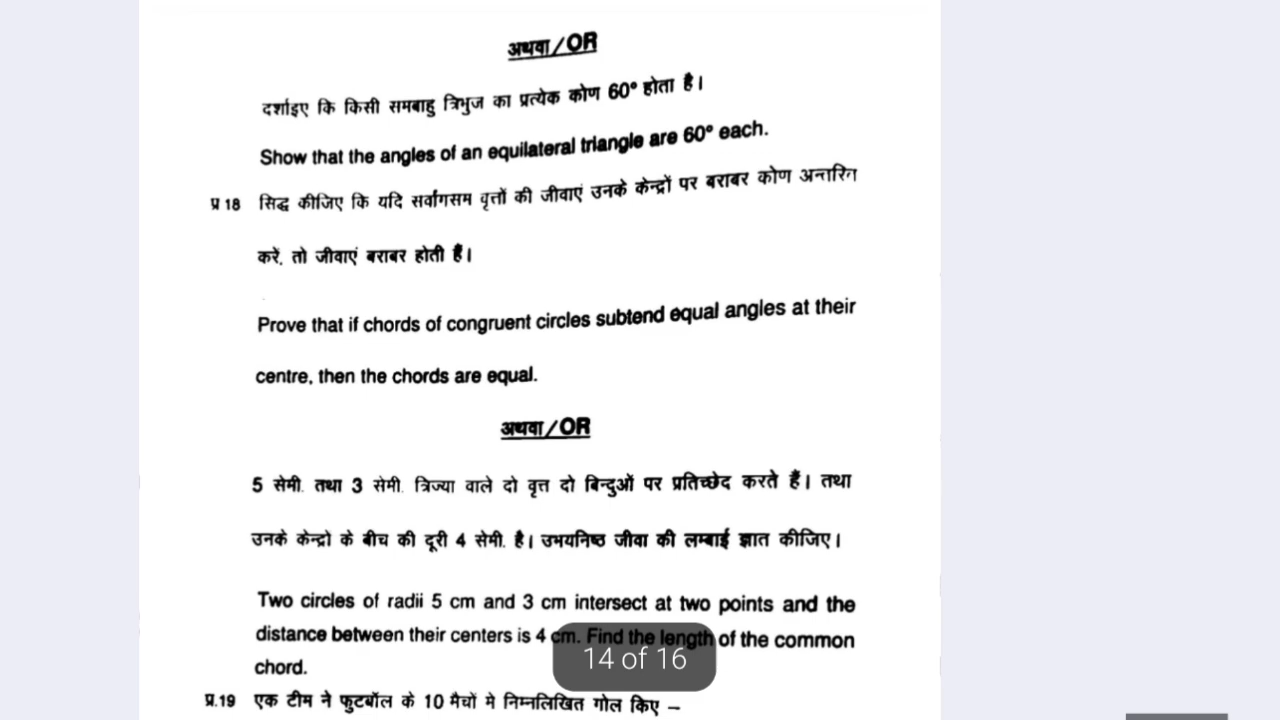 अथवा/OR
दर्शाइए कि किसी समबाहु त्रिभुज का प्रत्येक कोण 60° होता है।
Show that the angles of an equilateral triangle are 60° each.
प्र 18 सिद्ध कीजिए कि यदि सर्वांगसम वृत्तों की जीवाएं उनके केन्द्रों पर बराबर कोण अन्तरित
करें, तो जीवाएं बराबर होती हैं।
Prove that if chords of congruent circles subtend equal angles at their
centre, then the chords are equal.
अथवा/OR
5 सेमी. तथा 3 सेमी. त्रिज्या वाले दो वृत्त दो बिन्दुओं पर प्रतिच्छेद करते हैं। तथा
उनके केन्द्रो के बीच की दूरी 4 सेमी. है। उभयनिष्ठ जीवा की लम्बाई ज्ञात कीजिए।
Two circles of radii 5 cm and 3 cm intersect at two points and the
distance between their centers is 4 cm. Find the length of the common
chord.
14 of 16
प्र.19 एक टीम ने फुटबॉल के 10 मैचों मे निम्नलिखित गोल किए –